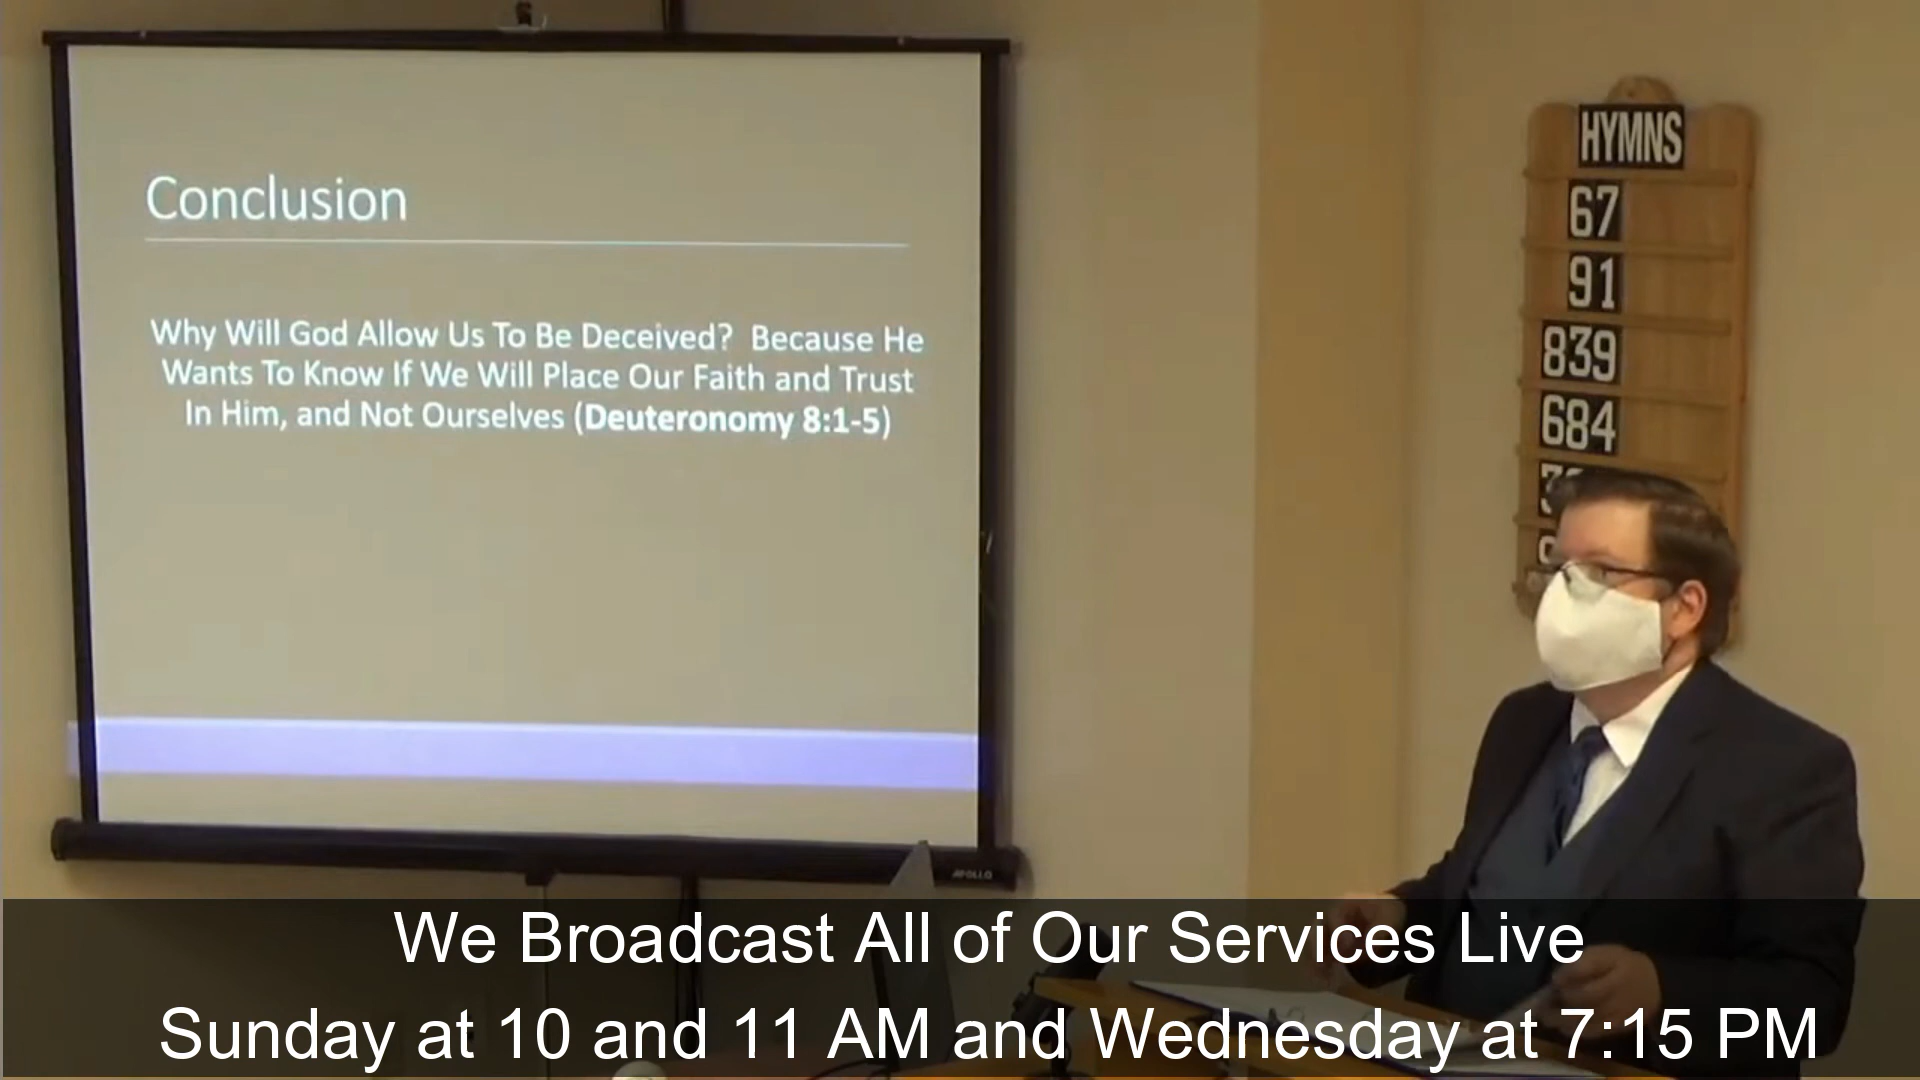 Conclusion
Why Will God Allow Us To Be Deceived? Because He
Wants To Know If We Will Place Our Faith and Trust
In Him, and Not Ourselves (Deuteronomy 8:1-5)
HYMNS
67
91
839
684
APOLLO
We Broadcast All of Our Services Live
Sunday at 10 and 11 AM and Wednesday at 7:15 PM